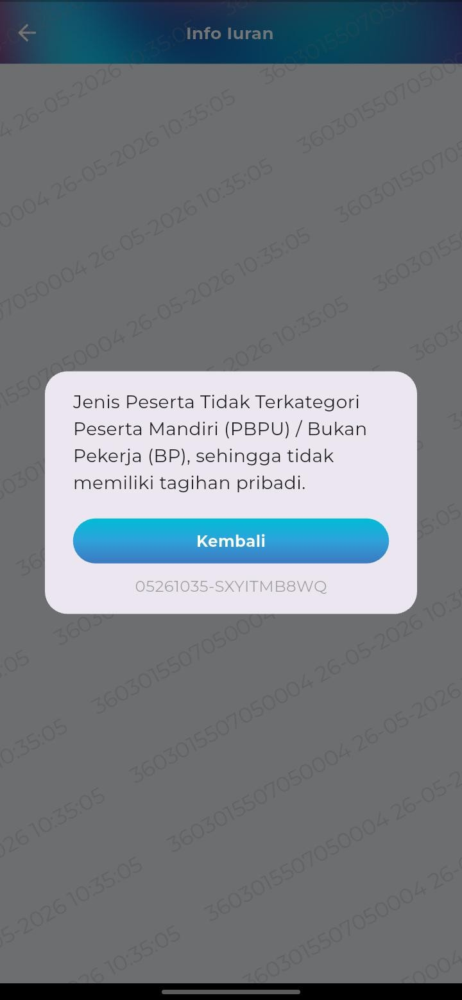 Info Iuran
Jenis Peserta Tidak Terkategori
Peserta Mandiri (PBPU) / Bukan
Pekerja (BP), sehingga tidak
memiliki tagihan pribadi.
Kembali
05261035-SXYITMB8WQ
3603015507050004 26-05-2026 10:35:05